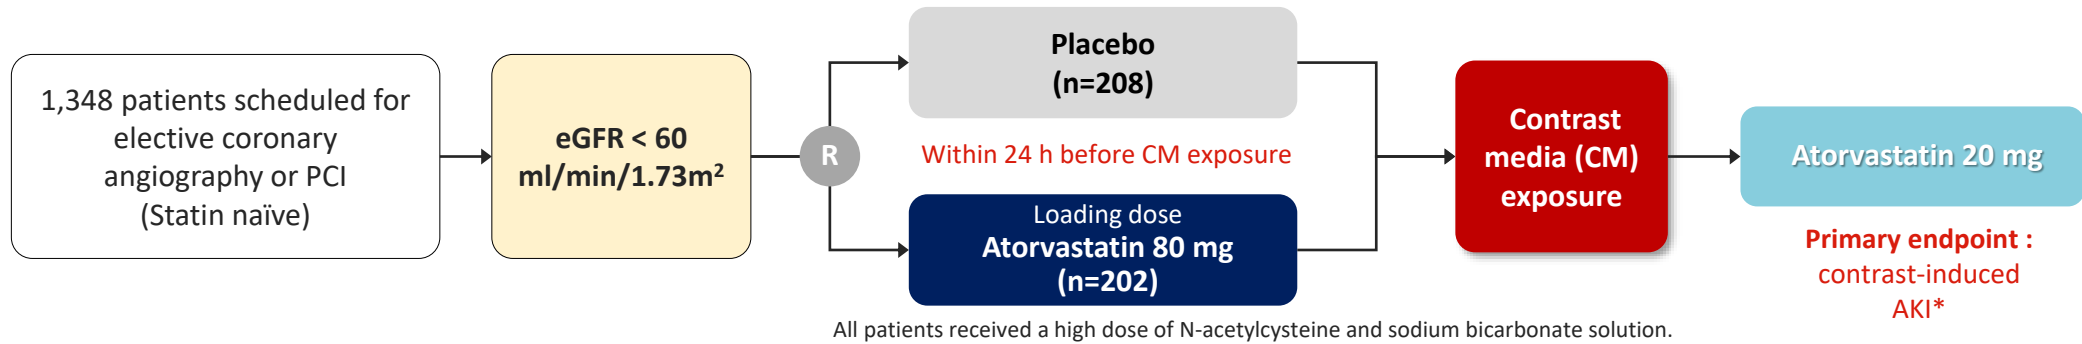 1,348 patients scheduled for
elective coronary
angiography or PCI
(Statin naïve)
eGFR < 60
ml/min/1.73m²
R
Placebo
(n=208)
Within 24 h before CM exposure
Loading dose
Atorvastatin 80 mg
(n=202)
Contrast
media (CM)
exposure
Atorvastatin 20 mg
Primary endpoint :
contrast-induced
AKI*
All patients received a high dose of N-acetylcysteine and sodium bicarbonate solution.